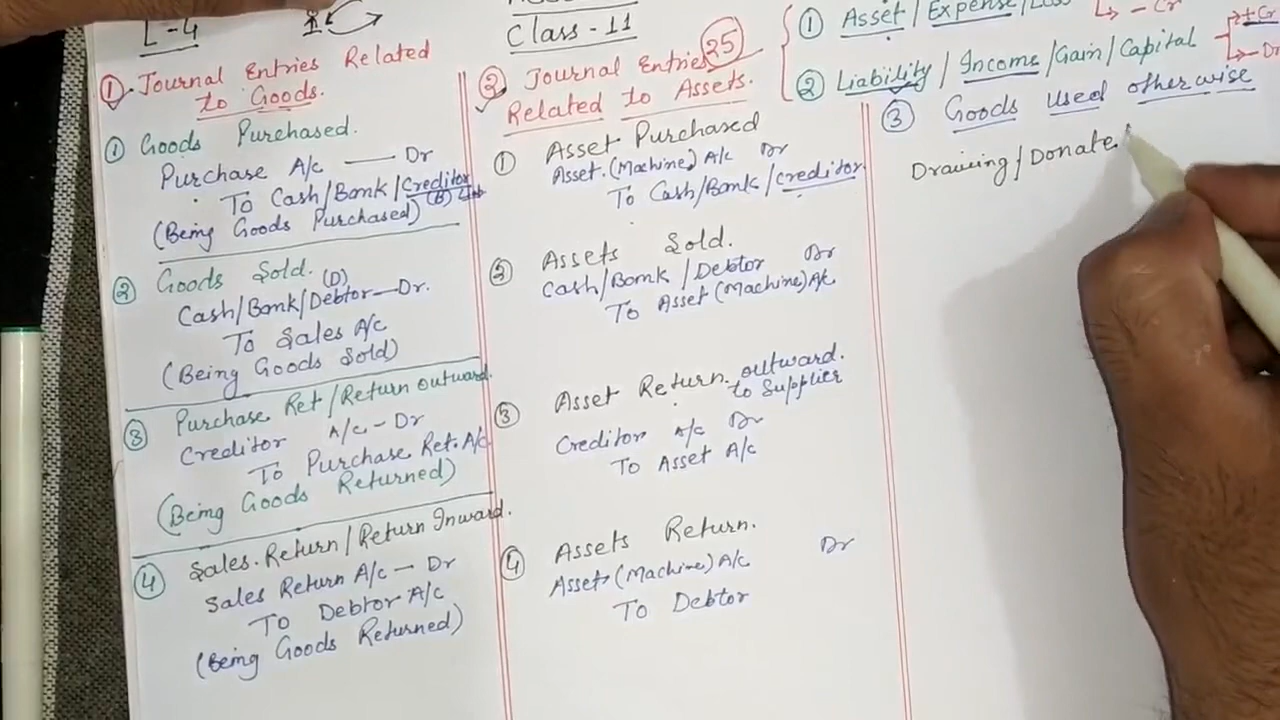 L-4
Class-11
① Journal Entries Related
to Goods.
① Goods Purchased.
Purchase A/c — Dr
To Cash/Bank/Creditor
(Being Goods Purchased)
② Goods Sold.
(D)
Cash/Bank/Debtor—Dr.
To Sales A/c
(Being Goods Sold)
③ Purchase Ret/Return outward.
Creditor A/c - Dr
To Purchase Ret. A/c
(Being Goods Returned)
④ Sales.Return/Return Inward.
Sales Return A/c - Dr
To Debtor A/c
(Being Goods Returned)
② Journal Entries 25
Related to Assets.
① Asset Purchased
Asset.(Machine) A/c Dr
To Cash/Bank/creditor
② Assets Sold.
Cash/Bank/Debtor Dr
To Asset (Machine) A/c
③ Asset Return. outward.
to Supplier
Creditor A/c Dr
To Asset A/c
④ Assets Return.
Assets (Machine) A/c Dr
To Debtor
① Asset/Expense/Loss
- Cr
+Cr
② Liability/Income/Gain/Capital
- Dr
③ Goods used otherwise
Drawing/Donate